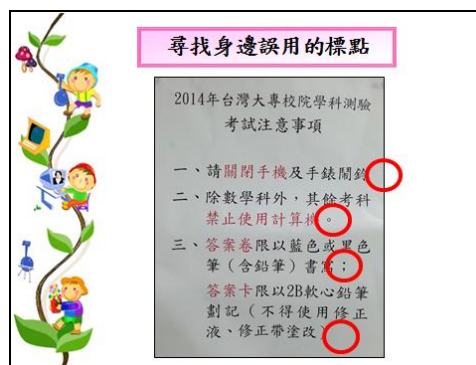 尋找身邊誤用的標點
2014年台灣大專校院學科測驗
考試注意事項
一、請關閉手機及手錶鬧鈴
二、除數學科外，其餘考科
禁止使用計算機。
三、答案卷限以藍色或黑色
筆（含鉛筆）書寫；
答案卡限以2B軟心鉛筆
劃記（不得使用修正
液、修正帶塗改）